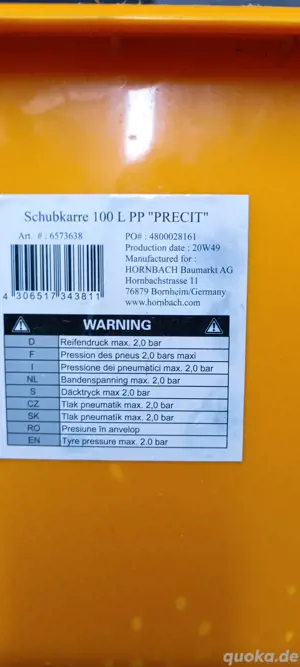 Schubkarre 100 L PP "PRECIT"
Art. # : 6573638
PO# : 4800028161
Production date : 20W49
Manufactured for :
HORNBACH Baumarkt AG
Hornbachstrasse 11
76879 Bornheim/Germany
www.hornbach.com
4 306517 343811
WARNING
D Reifendruck max. 2,0 bar
F Pression des pneus 2,0 bars maxi
I Pressione dei pneumatici max. 2,0 bar
NL Bandenspanning max. 2,0 bar
S Däcktryck max 2,0 bar
CZ Tlak pneumatik max. 2,0 bar
SK Tlak pneumatik max. 2,0 bar
RO Presiune în anvelop
EN Tyre pressure max. 2.0 bar
quoka.de